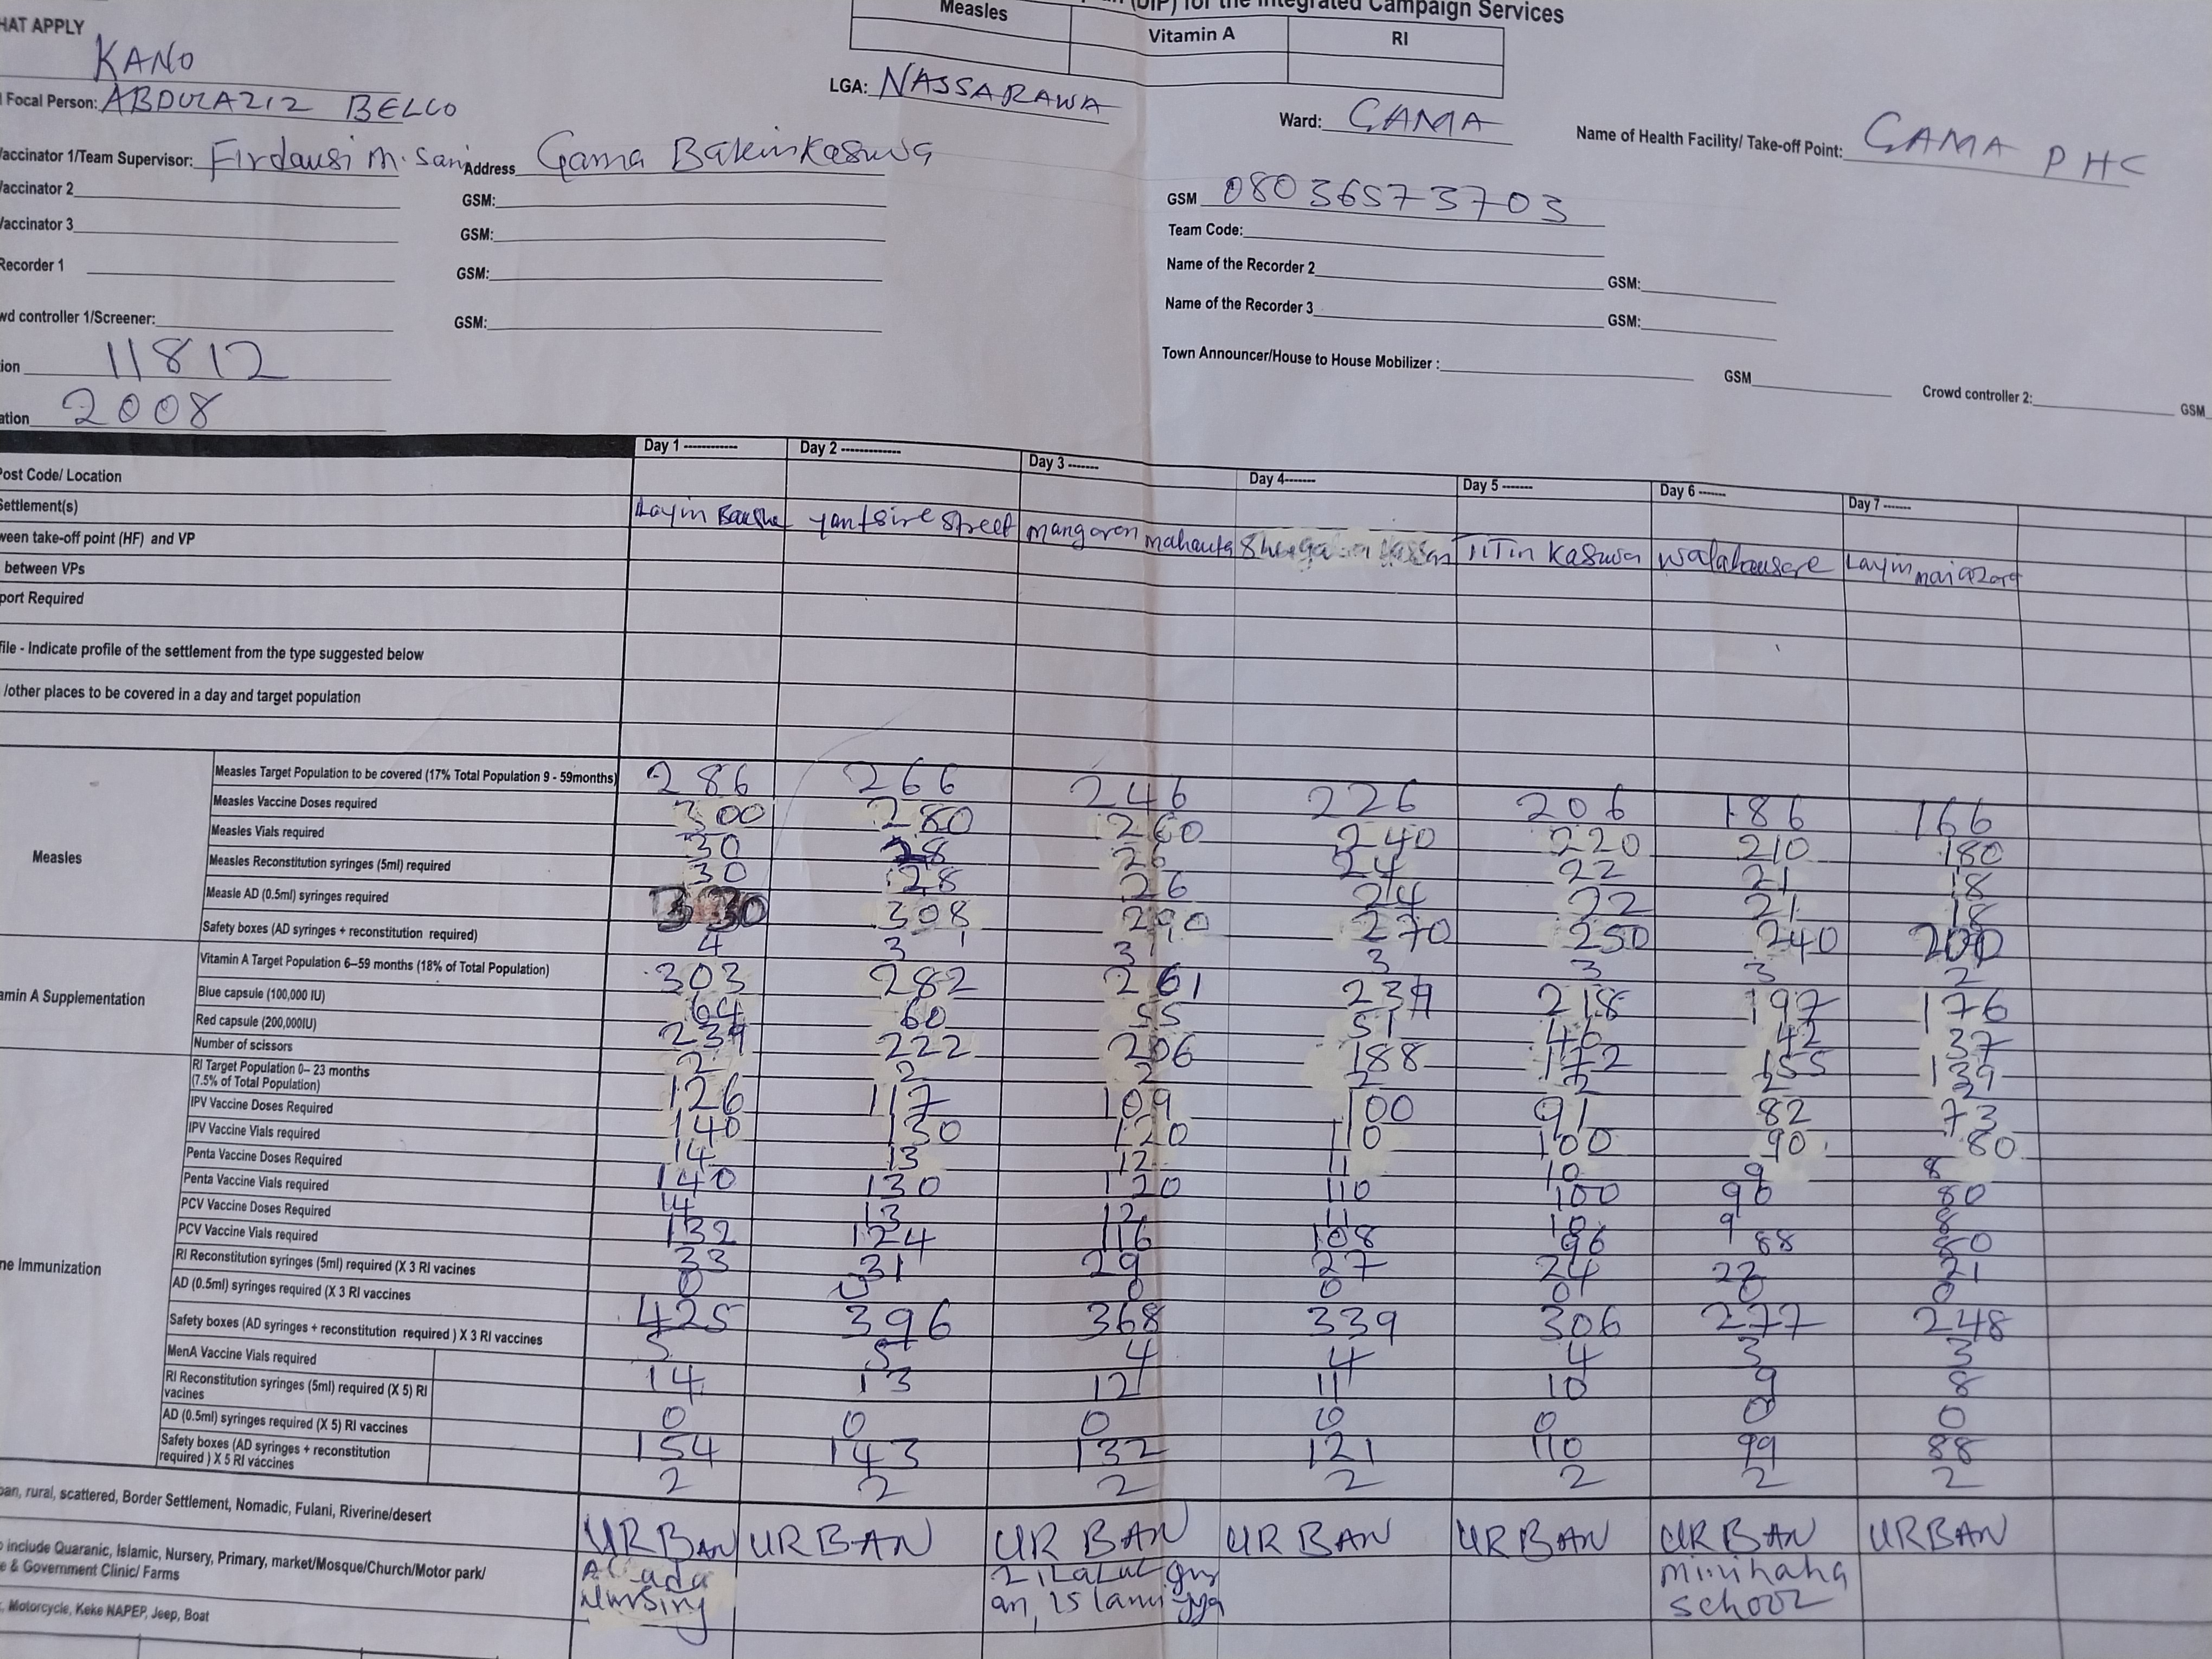 HAT APPLY
Measles Vitamin A RI
(DIP) for the Integrated Campaign Services
KANO LGA: NASSARAWA Ward: GAMA Name of Health Facility/ Take-off Point: GAMA PHC
Focal Person: ABDULAZIZ BELLO
Vaccinator 1/Team Supervisor: Firdausi M. Sani Address Gama Bakinkasuwa GSM 08036573703
Vaccinator 2 GSM: Team Code:
Vaccinator 3 GSM: Name of the Recorder 2 GSM:
Recorder 1 GSM: Name of the Recorder 3 GSM:
wd controller 1/Screener: GSM: Town Announcer/House to House Mobilizer : GSM Crowd controller 2: GSM
ion 11812
ation 2008
Day 1 Day 2 Day 3 Day 4 Day 5 Day 6 Day 7
Post Code/ Location
Settlement(s) Layin street mangoron kasuwa Layin
ween take-off point (HF) and VP
between VPs
port Required
file - Indicate profile of the settlement from the type suggested below
/other places to be covered in a day and target population
Measles
Measles Target Population to be covered (17% Total Population 9 - 59months) 286 266 246 226 206 186 166
Measles Vaccine Doses required 300 280 260 240 220 210 180
Measles Vials required 30 28 26 24 22 21 18
Measles Reconstitution syringes (5ml) required 30 28 26 24 22 21 18
Measle AD (0.5ml) syringes required 308 290 270 250 240 200
Safety boxes (AD syringes + reconstitution required) 4 3 3 3 3 3 2
amin A Supplementation
Vitamin A Target Population 6–59 months (18% of Total Population) 303 282 261 239 218 197 176
Blue capsule (100,000 IU) 64 60 55 51 46 42 37
Red capsule (200,000IU) 239 222 206 188 172 155 139
Number of scissors 2 2 2 2 2 2 2
ne Immunization
RI Target Population 0- 23 months (7.5% of Total Population) 126 117 109 100 91 82 73
IPV Vaccine Doses Required 140 130 120 110 100 90 80
IPV Vaccine Vials required 14 13 12 11 10 9 8
Penta Vaccine Doses Required 140 130 120 110 100 90 80
Penta Vaccine Vials required 14 13 12 11 10 9 8
PCV Vaccine Doses Required 132 124 116 108 96 88 80
PCV Vaccine Vials required 33 31 29 27 24 22 21
RI Reconstitution syringes (5ml) required (X 3 RI vacines 0 0 0 0 0 0 0
AD (0.5ml) syringes required (X 3 RI vaccines 425 396 368 339 306 277 248
Safety boxes (AD syringes + reconstitution required ) X 3 RI vaccines 5 5 4 4 4 3 3
MenA Vaccine Vials required 14 13 12 11 10 9 8
RI Reconstitution syringes (5ml) required (X 5) RI vacines 0 0 0 0 0 0 0
AD (0.5ml) syringes required (X 5) RI vaccines 154 143 132 121 110 99 88
Safety boxes (AD syringes + reconstitution required ) X 5 RI vaccines 2 2 2 2 2 2 2
ban, rural, scattered, Border Settlement, Nomadic, Fulani, Riverine/desert URBAN URBAN URBAN URBAN URBAN URBAN URBAN
include Quranic, Islamic, Nursery, Primary, market/Mosque/Church/Motor park/
e & Government Clinic/ Farms Nursing islamiyya minihaha school
Motorcycle, Keke NAPEP, Jeep, Boat